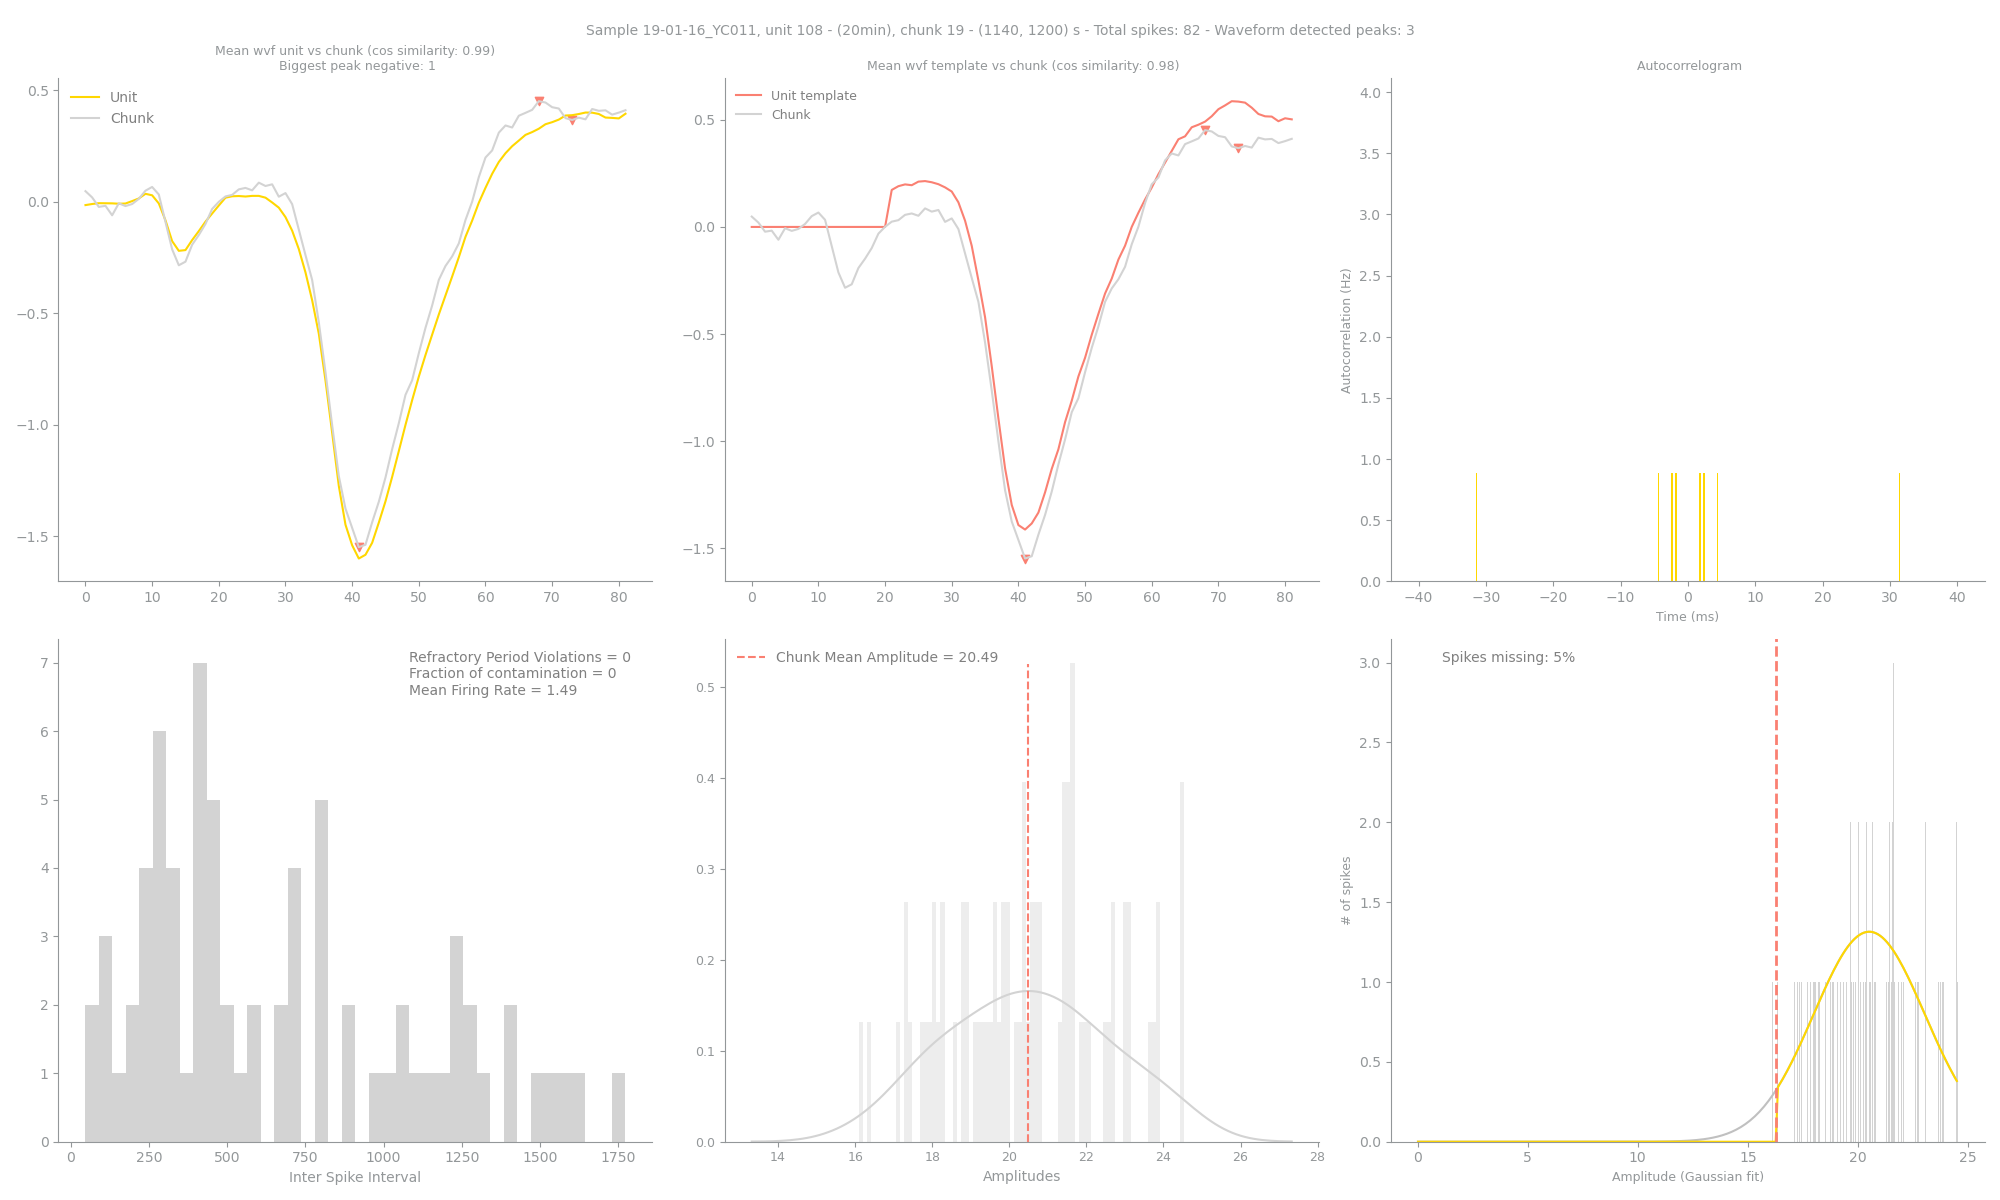 Sample 19-01-16_YC011, unit 108 - (20min), chunk 19 - (1140, 1200) s - Total spikes: 82 - Waveform detected peaks: 3
Mean wvf unit vs chunk (cos similarity: 0.99)
Biggest peak negative: 1
Unit
Chunk
0.5
0.0
−0.5
−1.0
−1.5
0 10 20 30 40 50 60 70 80
Mean wvf template vs chunk (cos similarity: 0.98)
Unit template
Chunk
0.5
0.0
−0.5
−1.0
−1.5
0 10 20 30 40 50 60 70 80
Autocorrelogram
Autocorrelation (Hz)
4.0
3.5
3.0
2.5
2.0
1.5
1.0
0.5
0.0
−40 −30 −20 −10 0 10 20 30 40
Time (ms)
Refractory Period Violations = 0
Fraction of contamination = 0
Mean Firing Rate = 1.49
7
6
5
4
3
2
1
0
0 250 500 750 1000 1250 1500 1750
Inter Spike Interval
Chunk Mean Amplitude = 20.49
0.5
0.4
0.3
0.2
0.1
0.0
14 16 18 20 22 24 26 28
Amplitudes
Spikes missing: 5%
# of spikes
3.0
2.5
2.0
1.5
1.0
0.5
0.0
0 5 10 15 20 25
Amplitude (Gaussian fit)